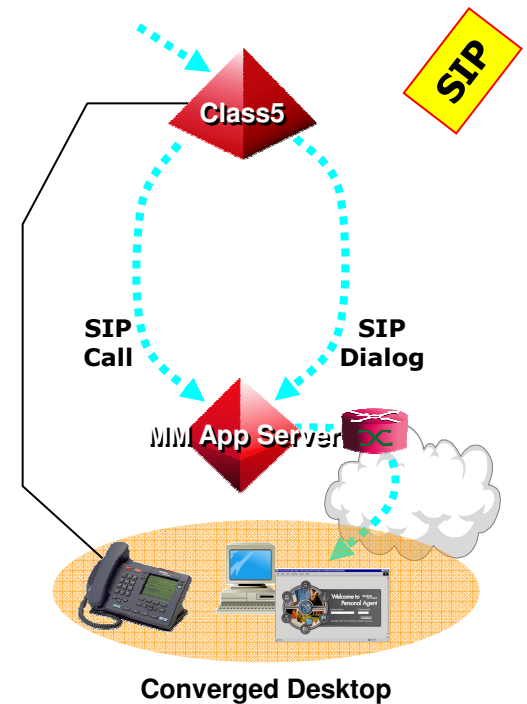 SIP
Class5
SIP
Call
SIP
Dialog
MM App Server
Welcome to
Personal Agent
Converged Desktop